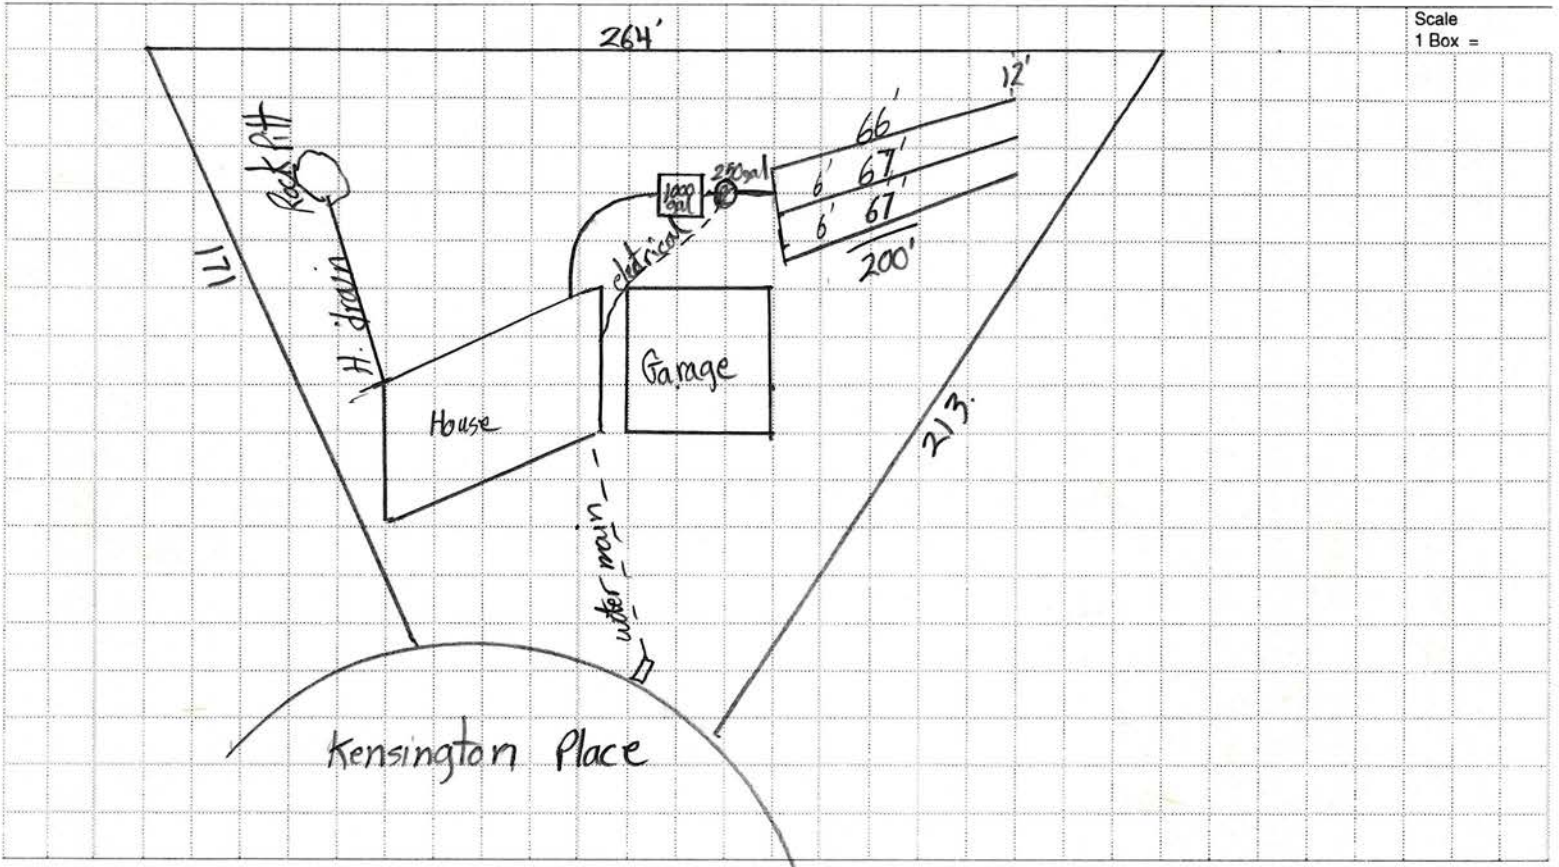 Scale
1 Box =
264'
12'
Rock Pitt
66'
250gal
1000
gal
6' 67'
6' 67
200'
electrical
171
H. drain
Garage
House
213.
water main
Kensington Place